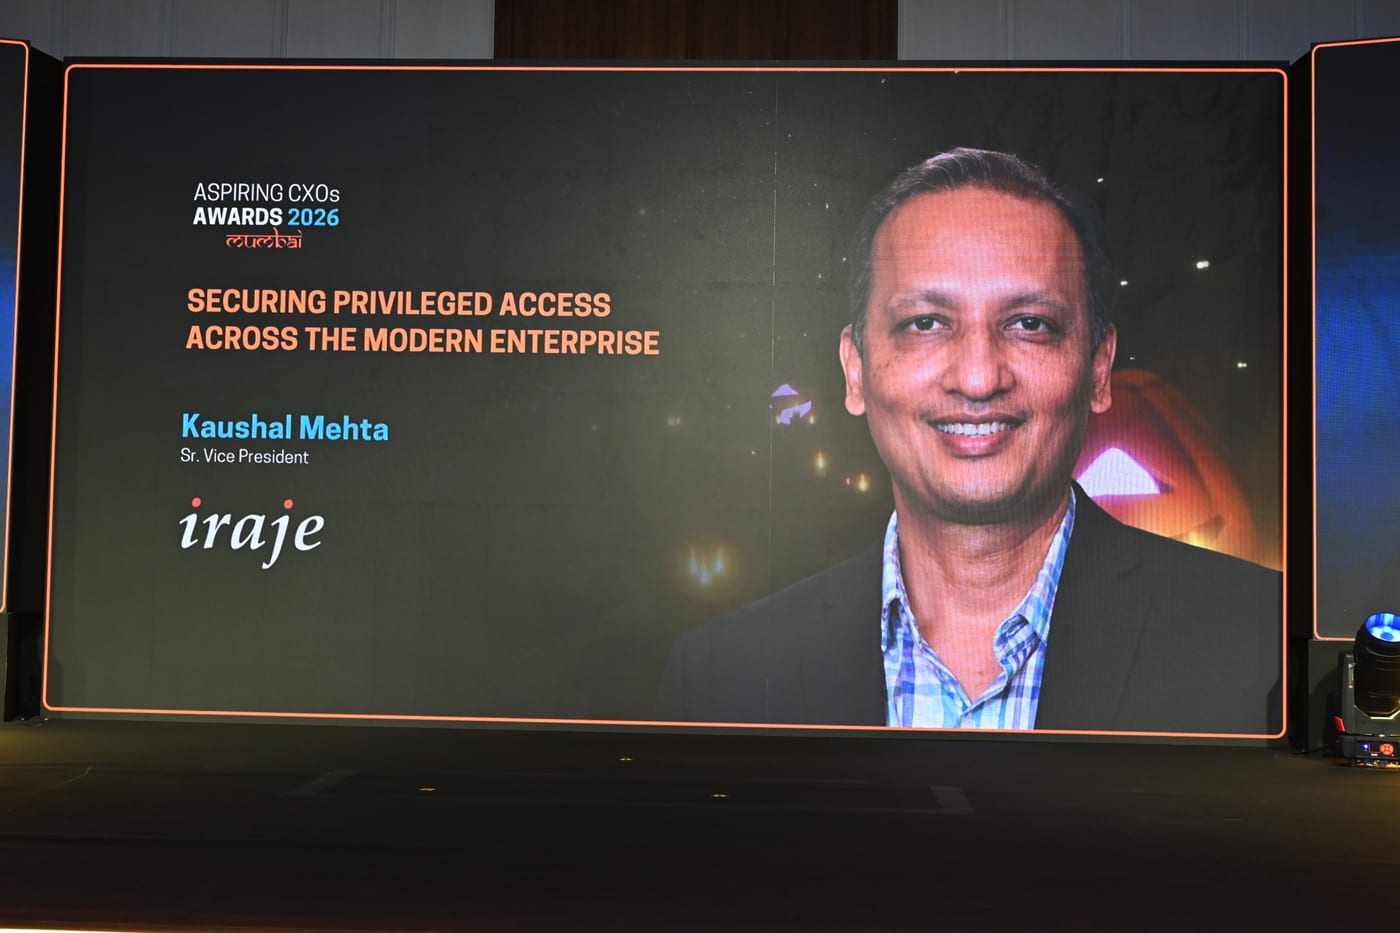 ASPIRING CXOs
AWARDS 2026
mumbai
SECURING PRIVILEGED ACCESS
ACROSS THE MODERN ENTERPRISE
Kaushal Mehta
Sr. Vice President
iraje